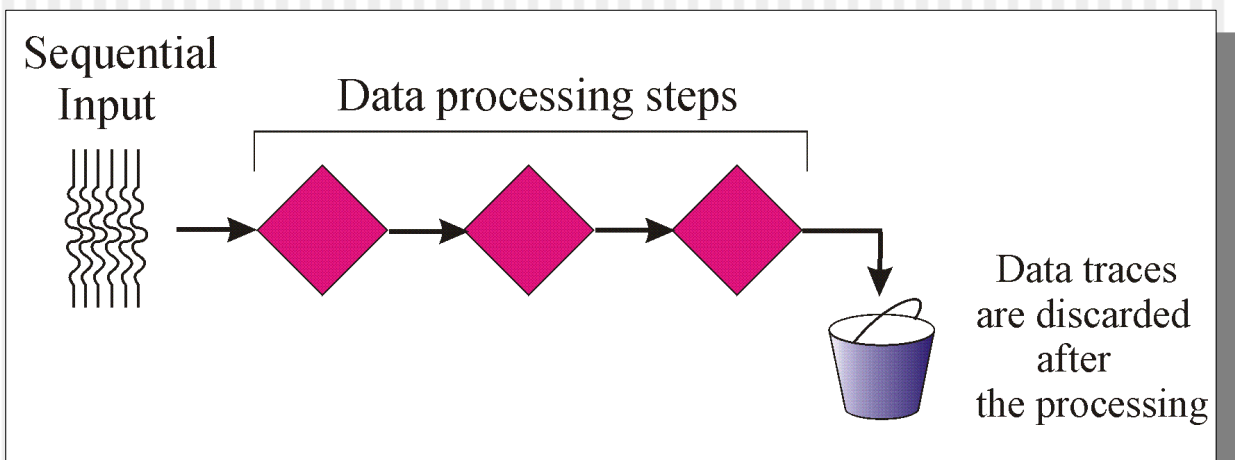 Sequential
Input
Data processing steps
Data traces
are discarded
after
the processing